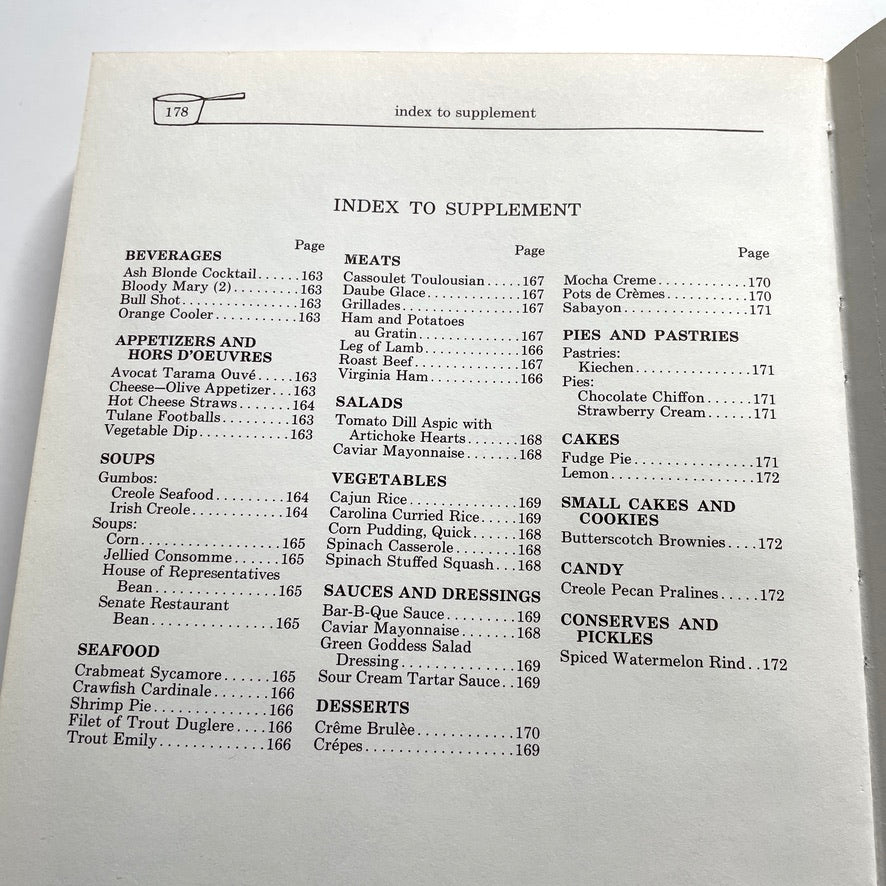 178
index to supplement
INDEX TO SUPPLEMENT
Page
BEVERAGES
Ash Blonde Cocktail......163
Bloody Mary (2)..........163
Bull Shot................163
Orange Cooler............163
APPETIZERS AND
HORS D'OEUVRES
Avocat Tarama Ouvé.....163
Cheese—Olive Appetizer...163
Hot Cheese Straws.......164
Tulane Footballs.........163
Vegetable Dip...........163
SOUPS
Gumbos:
Creole Seafood.........164
Irish Creole............164
Soups:
Corn.................165
Jellied Consomme.......165
House of Representatives
Bean...............165
Senate Restaurant
Bean...............165
SEAFOOD
Crabmeat Sycamore......165
Crawfish Cardinale.......166
Shrimp Pie..............166
Filet of Trout Duglere....166
Trout Emily.............166
Page
MEATS
Cassoulet Toulousian.....167
Daube Glace............167
Grillades...............167
Ham and Potatoes
au Gratin............167
Leg of Lamb............166
Roast Beef.............167
Virginia Ham...........166
SALADS
Tomato Dill Aspic with
Artichoke Hearts.......168
Caviar Mayonnaise.......168
VEGETABLES
Cajun Rice.............169
Carolina Curried Rice.....169
Corn Pudding, Quick.....168
Spinach Casserole........168
Spinach Stuffed Squash...168
SAUCES AND DRESSINGS
Bar-B-Que Sauce.........169
Caviar Mayonnaise.......168
Green Goddess Salad
Dressing..............169
Sour Cream Tartar Sauce..169
DESSERTS
Crême Brulèe............170
Crépes..................169
Page
Mocha Creme...........170
Pots de Crèmes..........170
Sabayon...............171
PIES AND PASTRIES
Pastries:
Kiechen..............171
Pies:
Chocolate Chiffon......171
Strawberry Cream......171
CAKES
Fudge Pie...............171
Lemon.................172
SMALL CAKES AND
COOKIES
Butterscotch Brownies....172
CANDY
Creole Pecan Pralines.....172
CONSERVES AND
PICKLES
Spiced Watermelon Rind..172